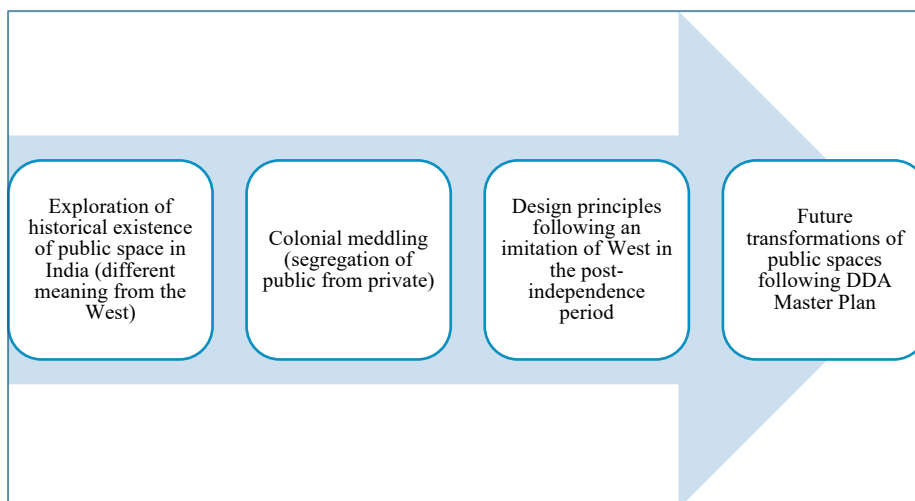 Exploration of
historical existence
of public space in
India (different
meaning from the
West)
Colonial meddling
(segregation of
public from private)
Design principles
following an
imitation of West in
the post-
independence
period
Future
transformations of
public spaces
following DDA
Master Plan